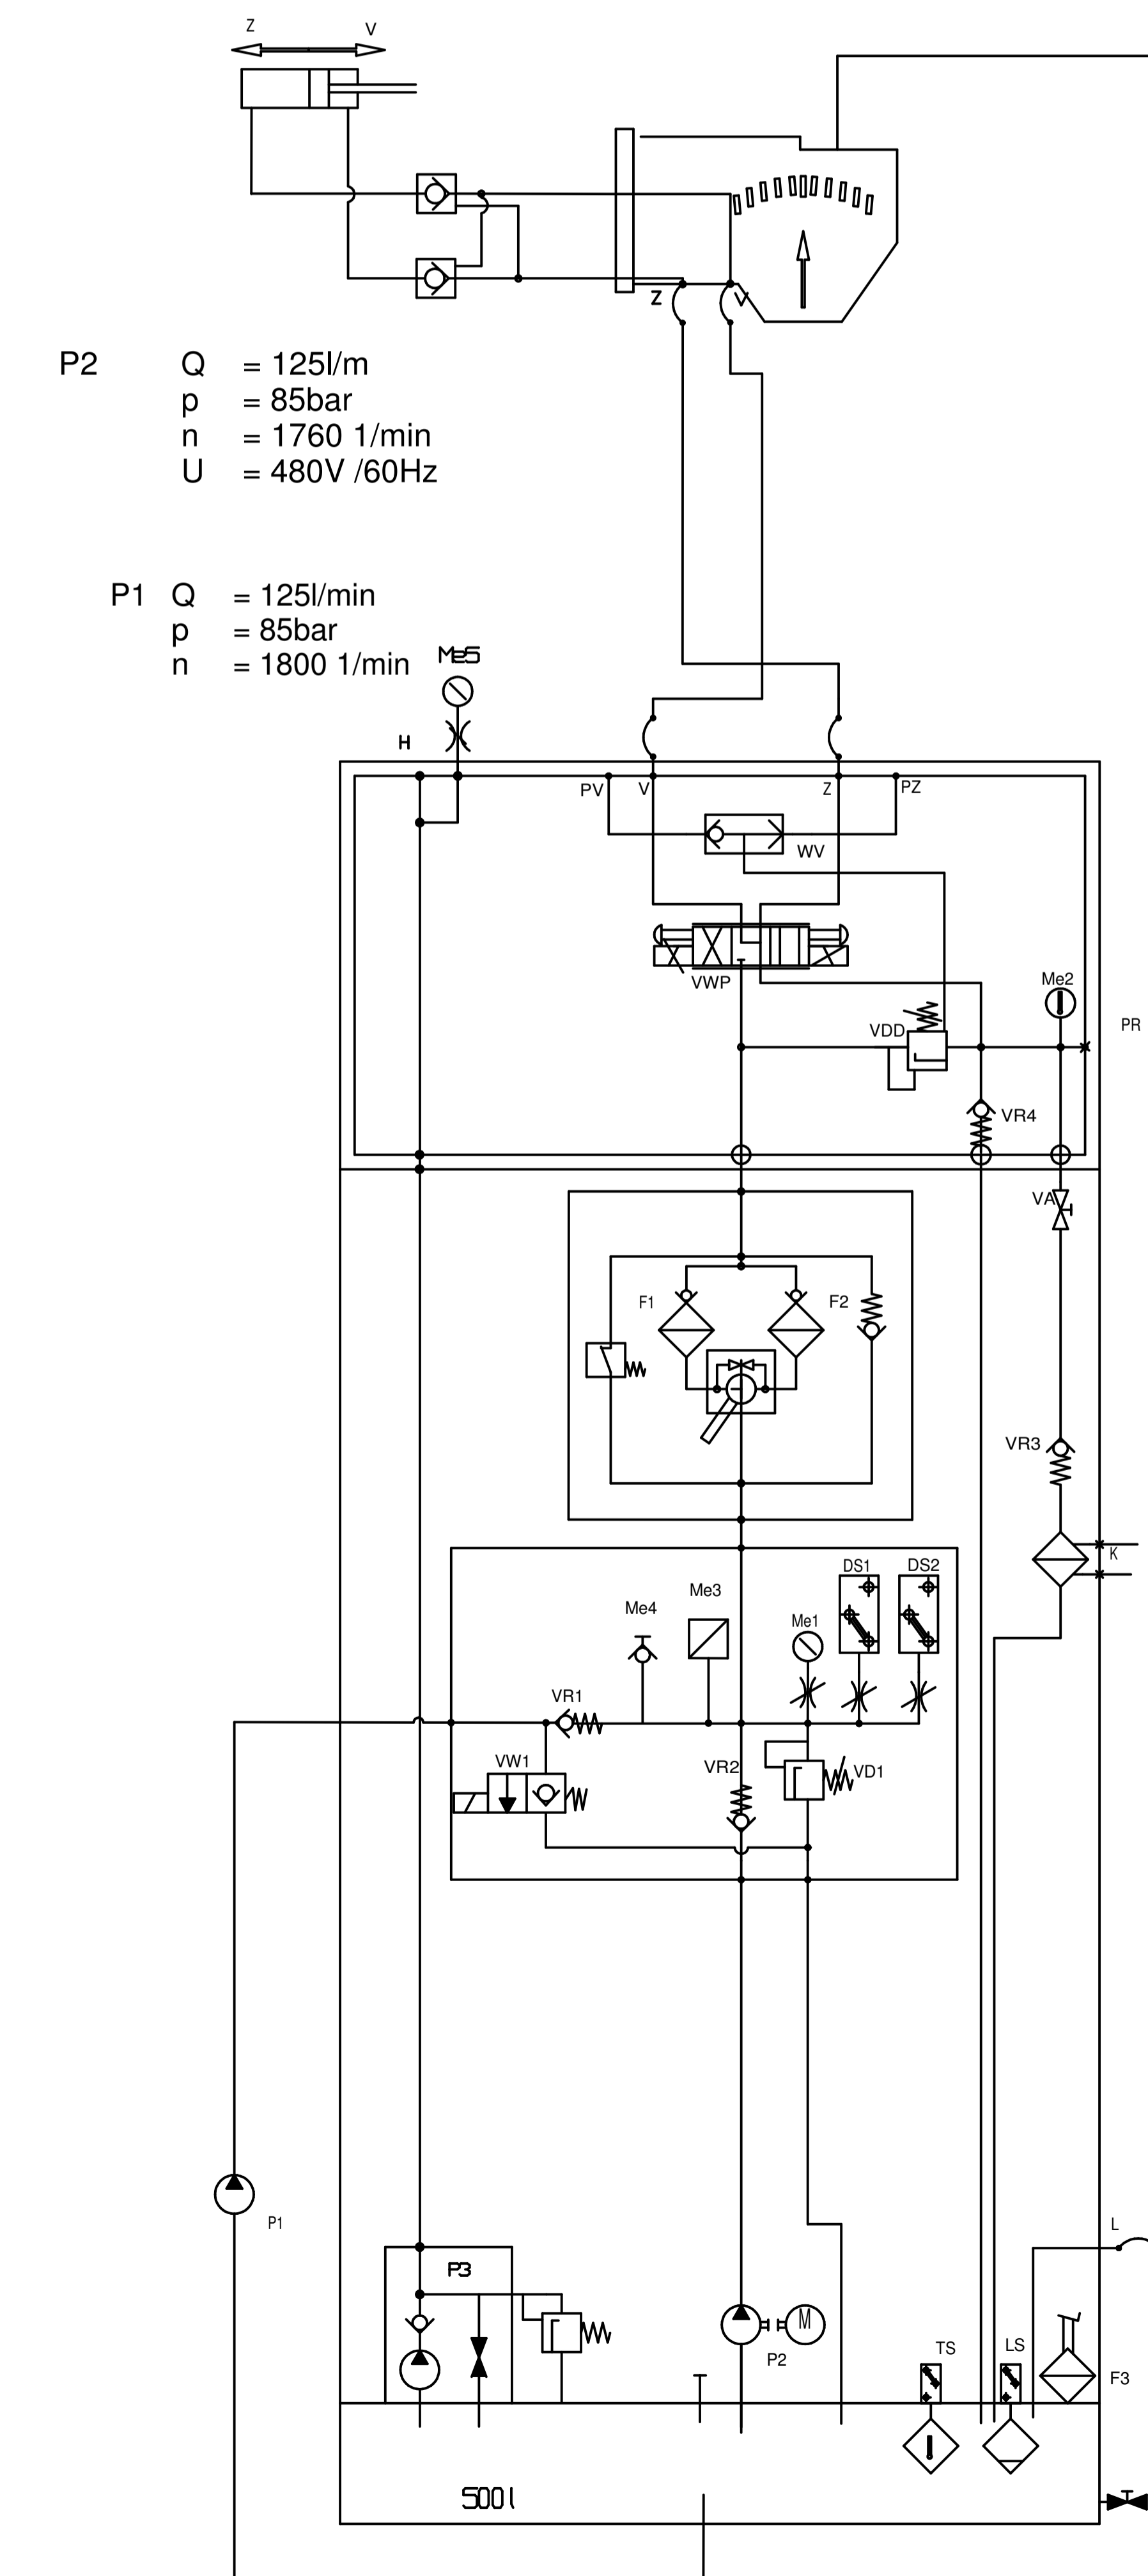 Z V
Z V
P2 Q = 125l/m
p = 85bar
n = 1760 1/min
U = 480V /60Hz
P1 Q = 125l/min
p = 85bar
n = 1800 1/min
Me5
H
PV V Z PZ
WV
VWP
Me2
VDD
PR
VR4
VA
F1 F2
VR3
K
DS1 DS2
Me3
Me4
Me1
VR1
VW1
VR2
VD1
P1
L
P3
M
P2
TS LS
F3
500 l